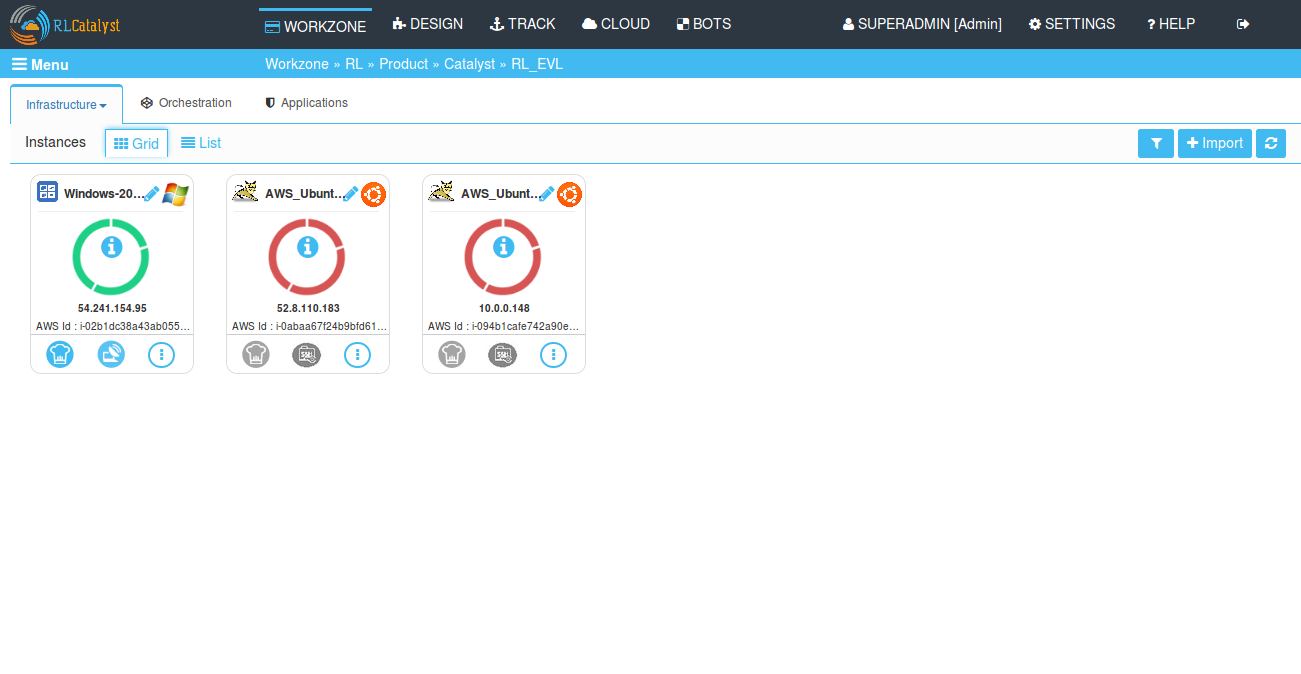 RLCatalyst WORKZONE DESIGN TRACK CLOUD BOTS SUPERADMIN [Admin] SETTINGS ? HELP
Menu Workzone » RL » Product » Catalyst » RL_EVL
Infrastructure Orchestration Applications
Instances Grid List Import
Windows-20... AWS_Ubunt... AWS_Ubunt...
54.241.154.95 52.8.110.183 10.0.0.148
AWS Id : i-02b1dc38a43ab055... AWS Id : i-0abaa67f24b9bfd61... AWS Id : i-094b1cafe742a90e...